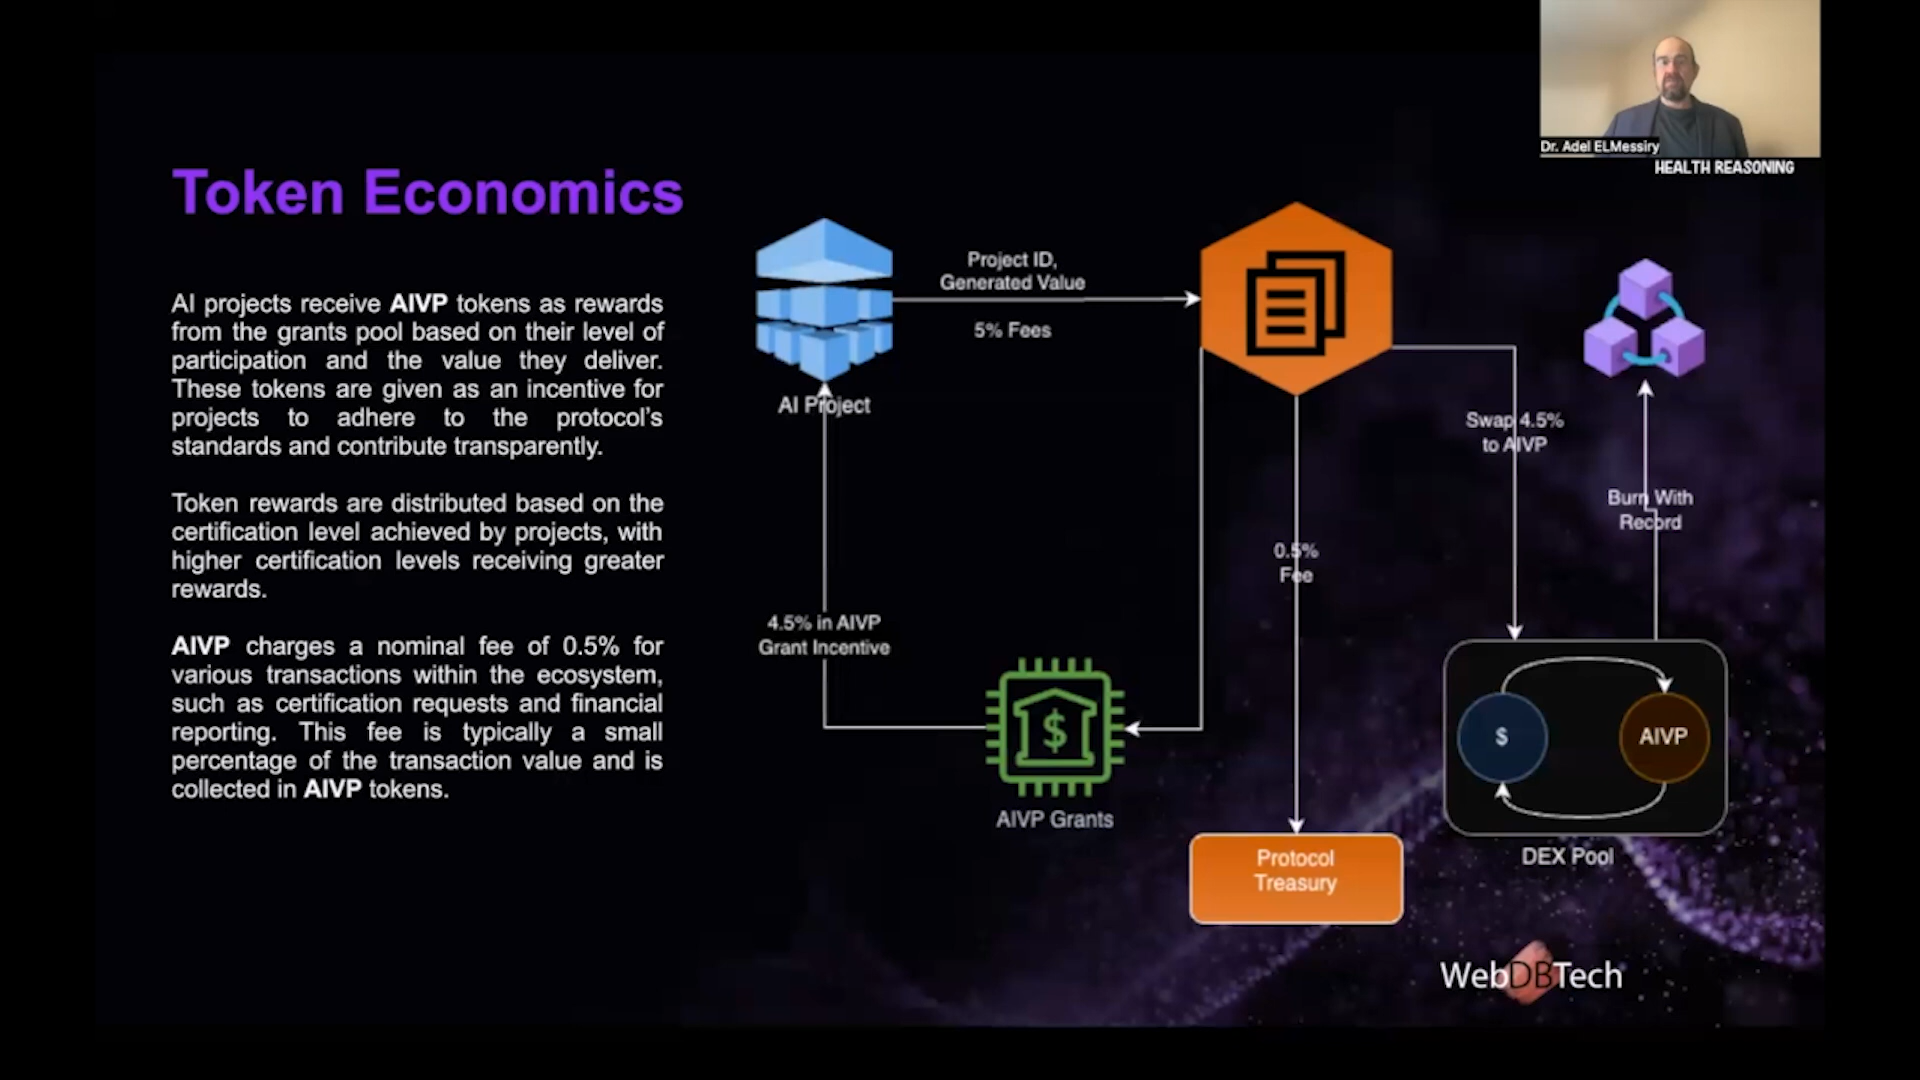 Dr. Adel ELMessiry
HEALTH REASONING
Token Economics
AI projects receive AIVP tokens as rewards
from the grants pool based on their level of
participation and the value they deliver.
These tokens are given as an incentive for
projects to adhere to the protocol’s
standards and contribute transparently.
Token rewards are distributed based on the
certification level achieved by projects, with
higher certification levels receiving greater
rewards.
AIVP charges a nominal fee of 0.5% for
various transactions within the ecosystem,
such as certification requests and financial
reporting. This fee is typically a small
percentage of the transaction value and is
collected in AIVP tokens.
Project ID,
Generated Value
5% Fees
AI Project
Swap 4.5%
to AIVP
Burn With
Record
0.5%
Fee
4.5% in AIVP
Grant Incentive
$
AIVP Grants
$
AIVP
DEX Pool
Protocol
Treasury
WebDBTech